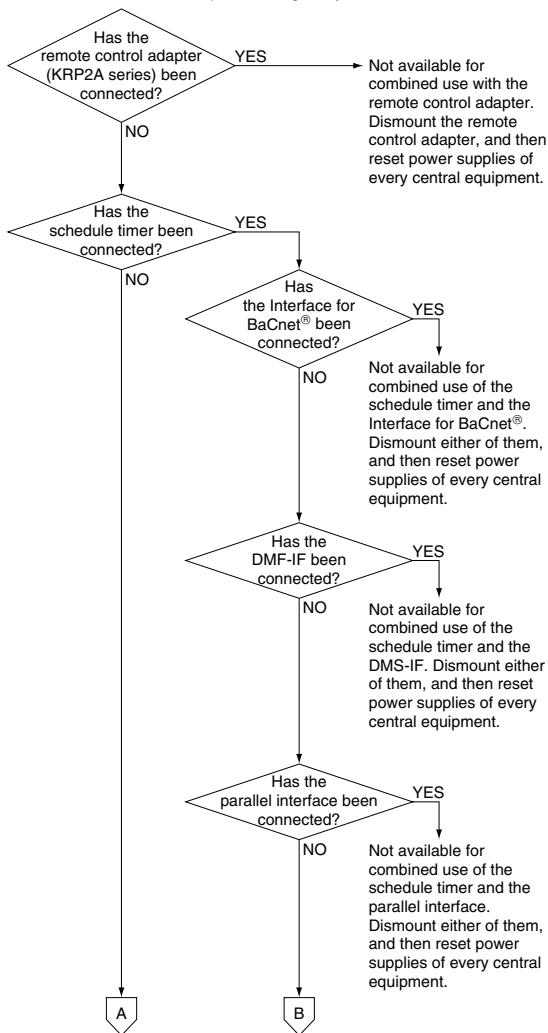 Has the
remote control adapter
(KRP2A series) been
connected?
YES
Not available for
combined use with the
remote control adapter.
Dismount the remote
control adapter, and then
reset power supplies of
every central equipment.
NO
Has the
schedule timer been
connected?
YES
NO
Has
the Interface for
BaCnet® been
connected?
YES
Not available for
combined use of the
schedule timer and the
Interface for BaCnet®.
Dismount either of them,
and then reset power
supplies of every central
equipment.
NO
Has the
DMF-IF been
connected?
YES
Not available for
combined use of the
schedule timer and the
DMS-IF. Dismount either
of them, and then reset
power supplies of every
central equipment.
NO
Has the
parallel interface been
connected?
YES
Not available for
combined use of the
schedule timer and the
parallel interface.
Dismount either of them,
and then reset power
supplies of every central
equipment.
NO
A
B